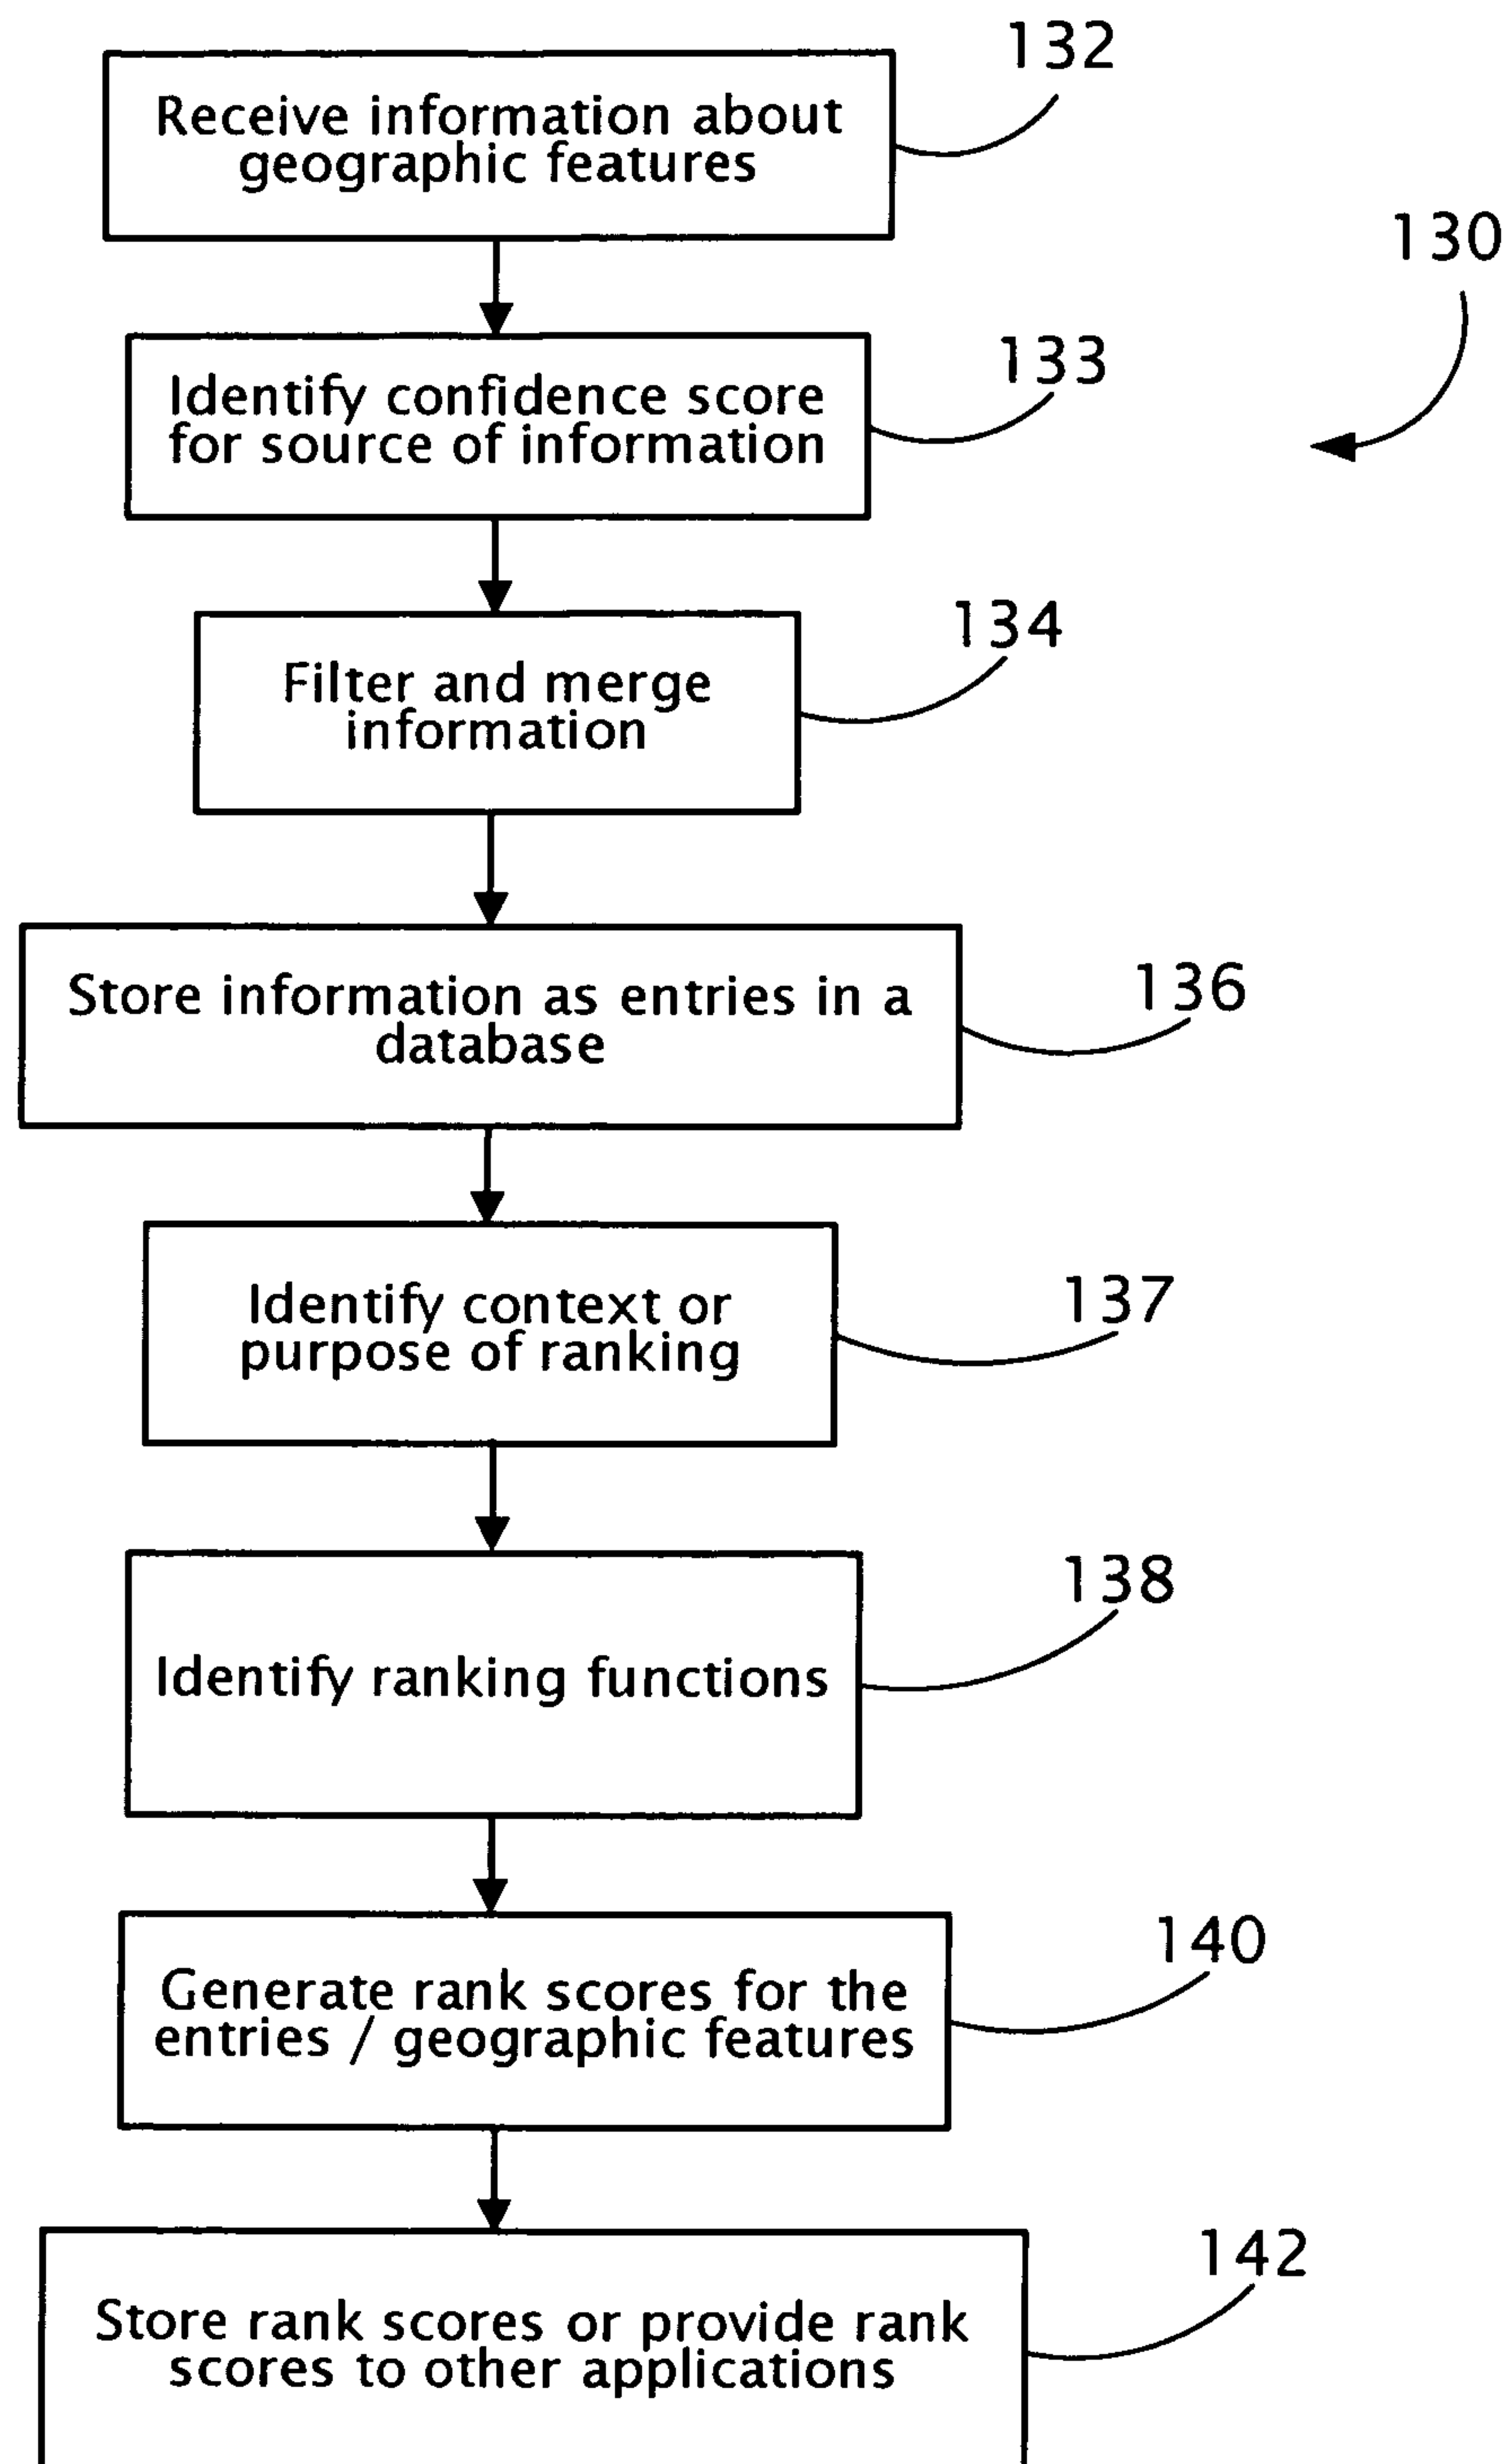 132
Receive information about
geographic features
130
133
Identify confidence score
for source of information
134
Filter and merge
information
136
Store information as entries in a
database
137
Identify context or
purpose of ranking
138
Identify ranking functions
140
Generate rank scores for the
entries / geographic features
142
Store rank scores or provide rank
scores to other applications